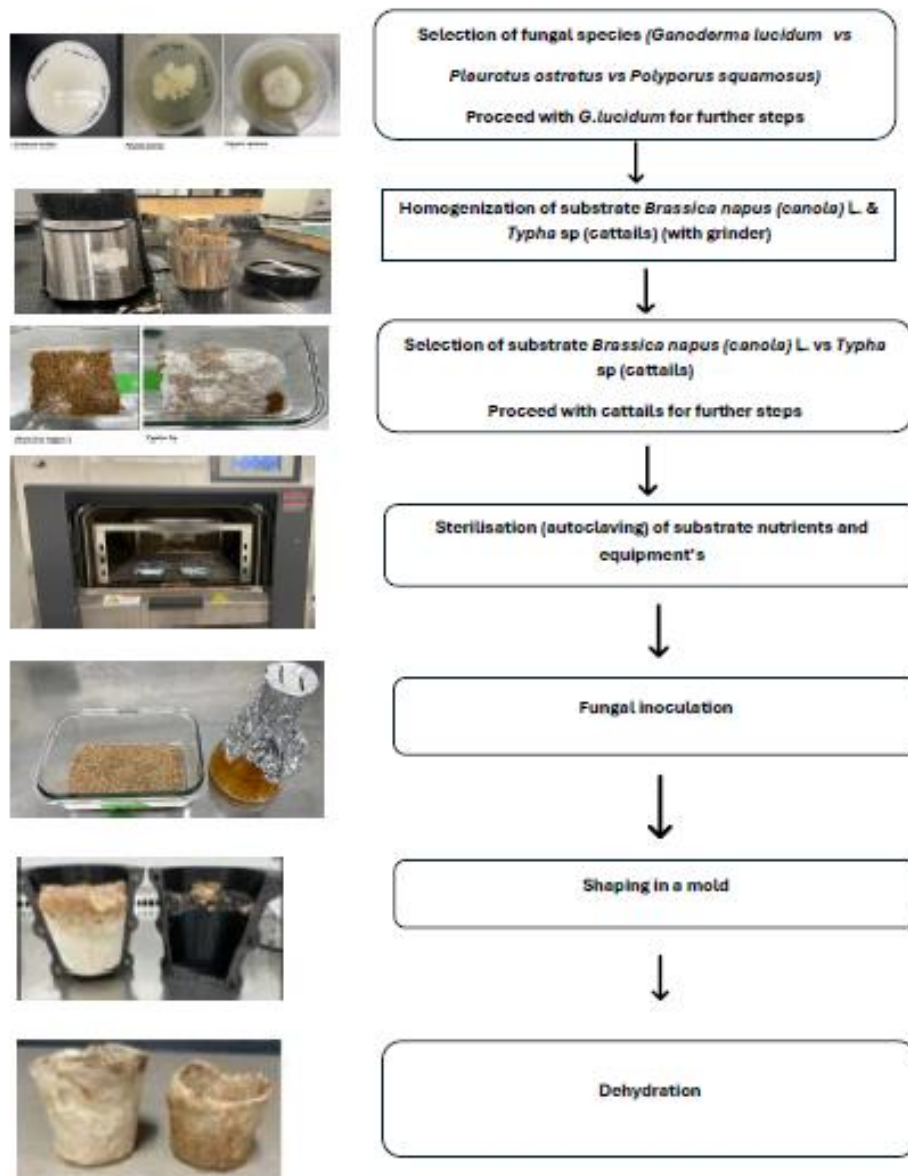 Selection of fungal species (Ganoderma lucidum vs
Pleurotus ostretus vs Polyporus squamosus)
Proceed with G.lucidum for further steps
Homogenization of substrate Brassica napus (canola) L. &
Typha sp (cattails) (with grinder)
Selection of substrate Brassica napus (canola) L. vs Typha
sp (cattails)
Proceed with cattails for further steps
Sterilisation (autoclaving) of substrate nutrients and
equipment's
Fungal inoculation
Shaping in a mold
Dehydration